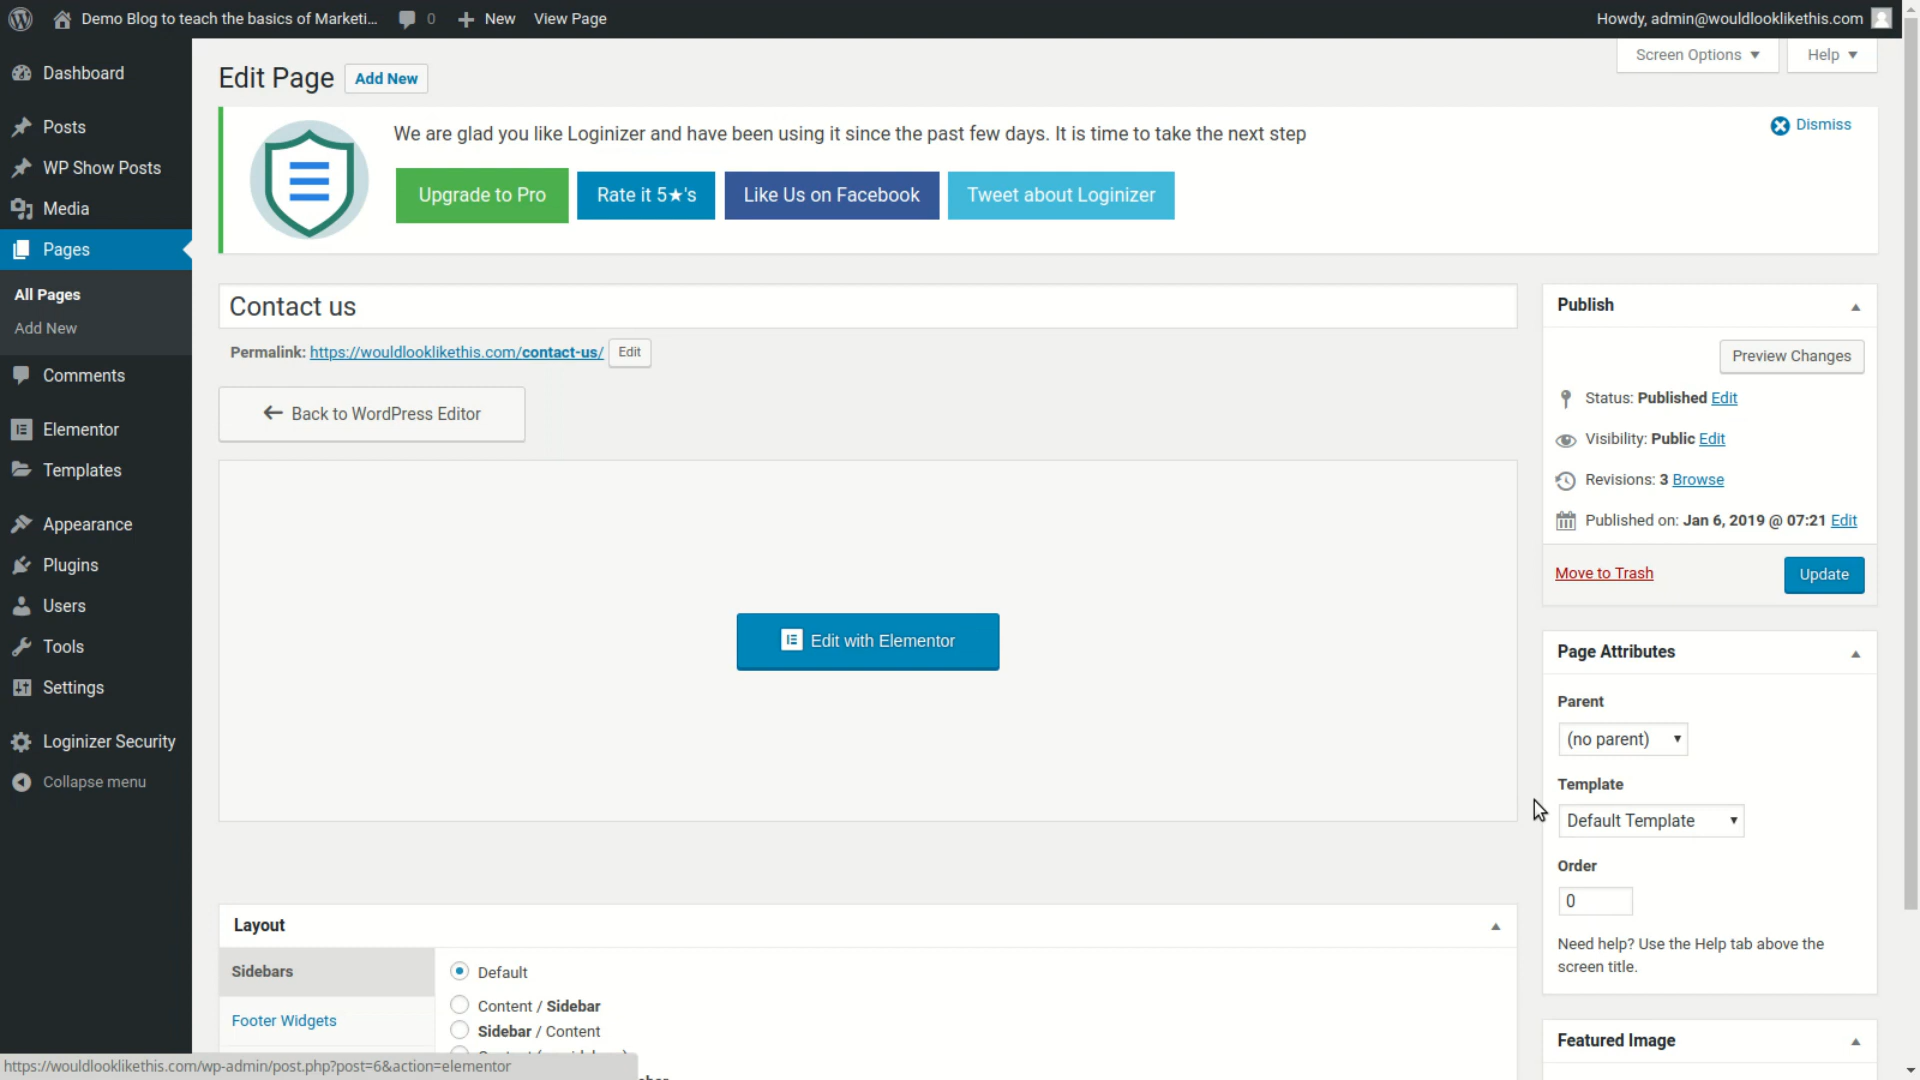 Demo Blog to teach the basics of Marketi...
0
New
View Page
Howdy, admin@wouldlooklikethis.com
Dashboard
Posts
WP Show Posts
Media
Pages
All Pages
Add New
Comments
Elementor
Templates
Appearance
Plugins
Users
Tools
Settings
Loginizer Security
Collapse menu
Screen Options
Help
Edit Page
Add New
We are glad you like Loginizer and have been using it since the past few days. It is time to take the next step
Dismiss
Upgrade to Pro
Rate it 5★'s
Like Us on Facebook
Tweet about Loginizer
Contact us
Permalink: https://wouldlooklikethis.com/contact-us/
Edit
← Back to WordPress Editor
Edit with Elementor
Layout
Sidebars
Footer Widgets
Default
Content / Sidebar
Sidebar / Content
Publish
Preview Changes
Status: Published Edit
Visibility: Public Edit
Revisions: 3 Browse
Published on: Jan 6, 2019 @ 07:21 Edit
Move to Trash
Update
Page Attributes
Parent
(no parent)
Template
Default Template
Order
0
Need help? Use the Help tab above the
screen title.
Featured Image
https://wouldlooklikethis.com/wp-admin/post.php?post=6&action=elementor